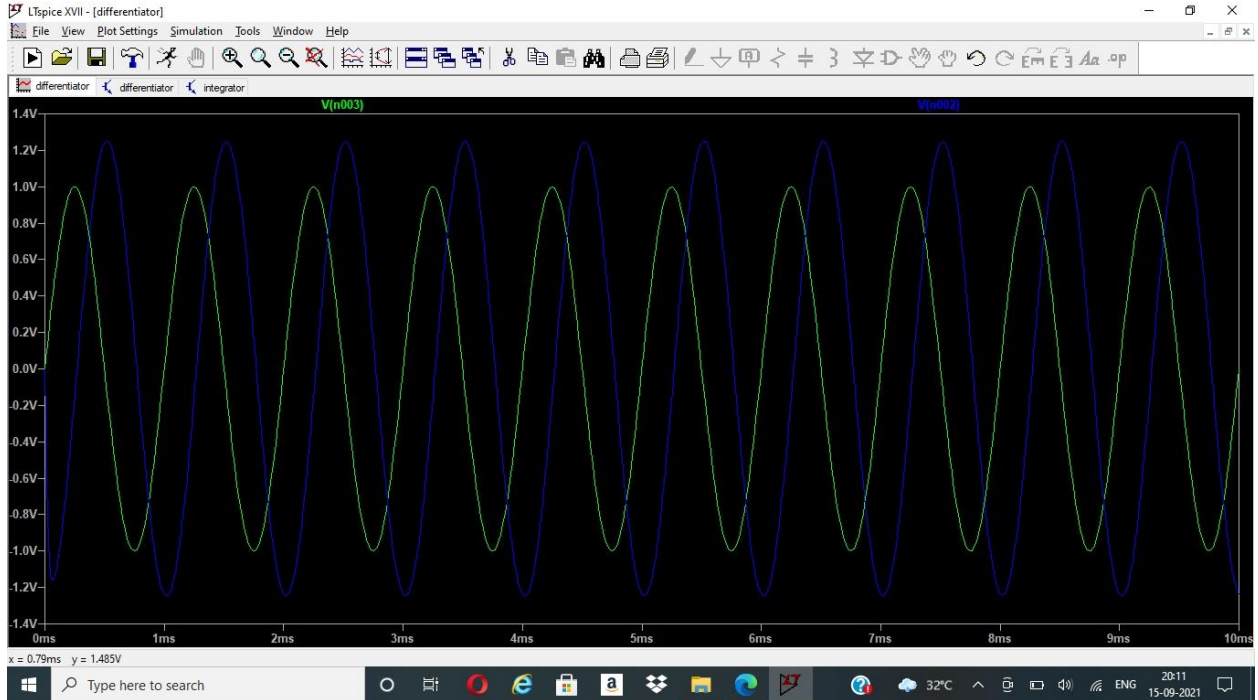 LTspice XVII - [differentiator]
File View Plot Settings Simulation Tools Window Help
differentiator differentiator integrator
V(n003) V(n002)
1.4V
1.2V
1.0V
0.8V
0.6V
0.4V
0.2V
0.0V
-0.2V
-0.4V
-0.6V
-0.8V
-1.0V
-1.2V
-1.4V
0ms 1ms 2ms 3ms 4ms 5ms 6ms 7ms 8ms 9ms 10ms
x = 0.79ms y = 1.485V
Type here to search 32°C ENG 20:11
15-09-2021